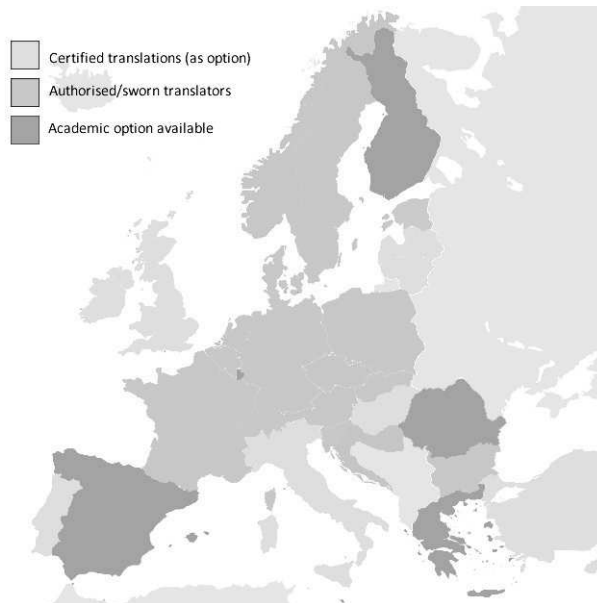 Certified translations (as option)
Authorised/sworn translators
Academic option available